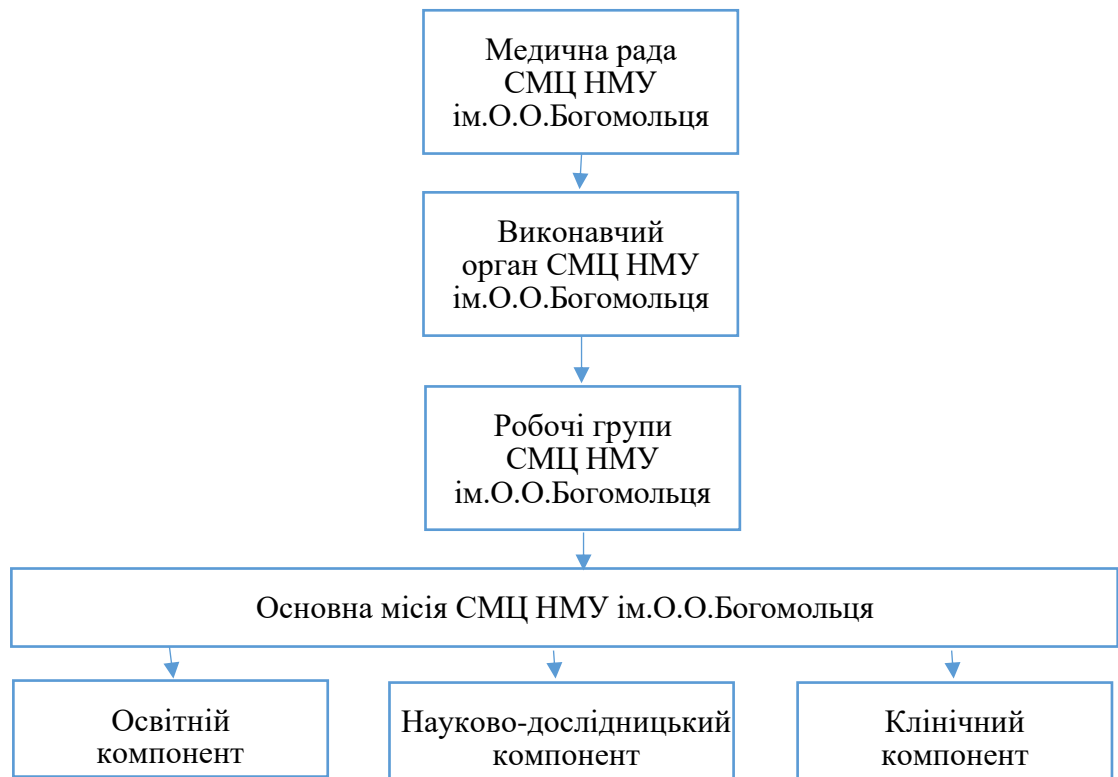 Медична рада
СМЦ НМУ
ім.О.О.Богомольця
Виконавчий
орган СМЦ НМУ
ім.О.О.Богомольця
Робочі групи
СМЦ НМУ
ім.О.О.Богомольця
Основна місія СМЦ НМУ ім.О.О.Богомольця
Освітній
компонент
Науково-дослідницький
компонент
Клінічний
компонент